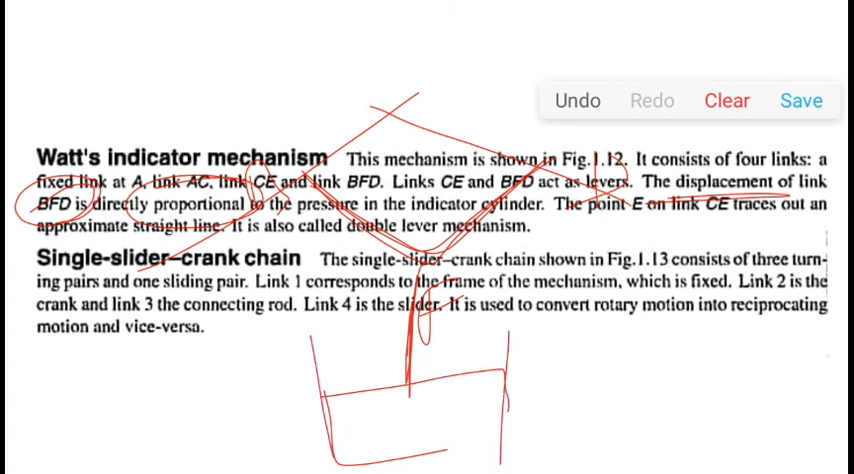 Undo Redo Clear Save
Watt's indicator mechanism This mechanism is shown in Fig.1.12. It consists of four links: a
fixed link at A, link AC, link CE and link BFD. Links CE and BFD act as levers. The displacement of link
BFD is directly proportional to the pressure in the indicator cylinder. The point E on link CE traces out an
approximate straight line. It is also called double lever mechanism.
Single-slider–crank chain The single-slider–crank chain shown in Fig.1.13 consists of three turn-
ing pairs and one sliding pair. Link 1 corresponds to the frame of the mechanism, which is fixed. Link 2 is the
crank and link 3 the connecting rod. Link 4 is the slider. It is used to convert rotary motion into reciprocating
motion and vice-versa.